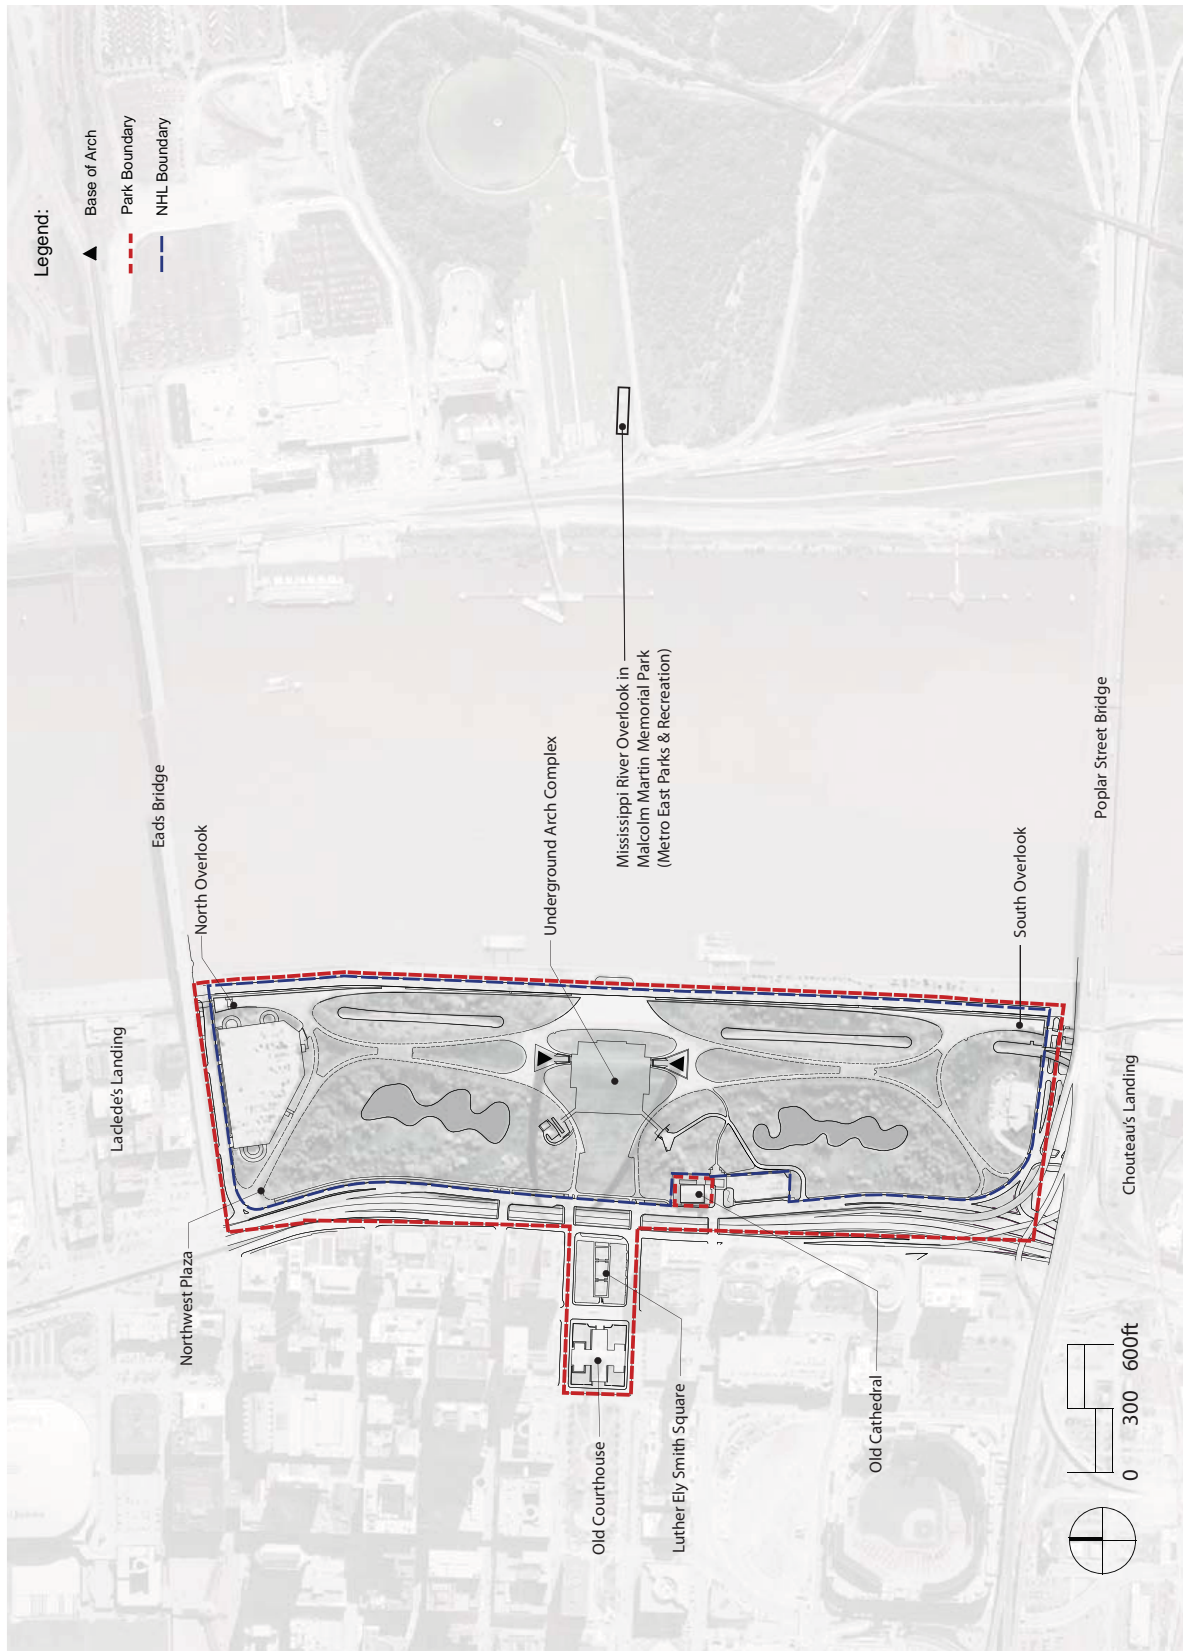 Legend:
Base of Arch
Park Boundary
NHL Boundary
Eads Bridge
North Overlook
Laclede's Landing
Northwest Plaza
Underground Arch Complex
Mississippi River Overlook in
Malcolm Martin Memorial Park
(Metro East Parks & Recreation)
Poplar Street Bridge
South Overlook
Chouteau's Landing
Old Courthouse
Luther Ely Smith Square
Old Cathedral
0 300 600ft